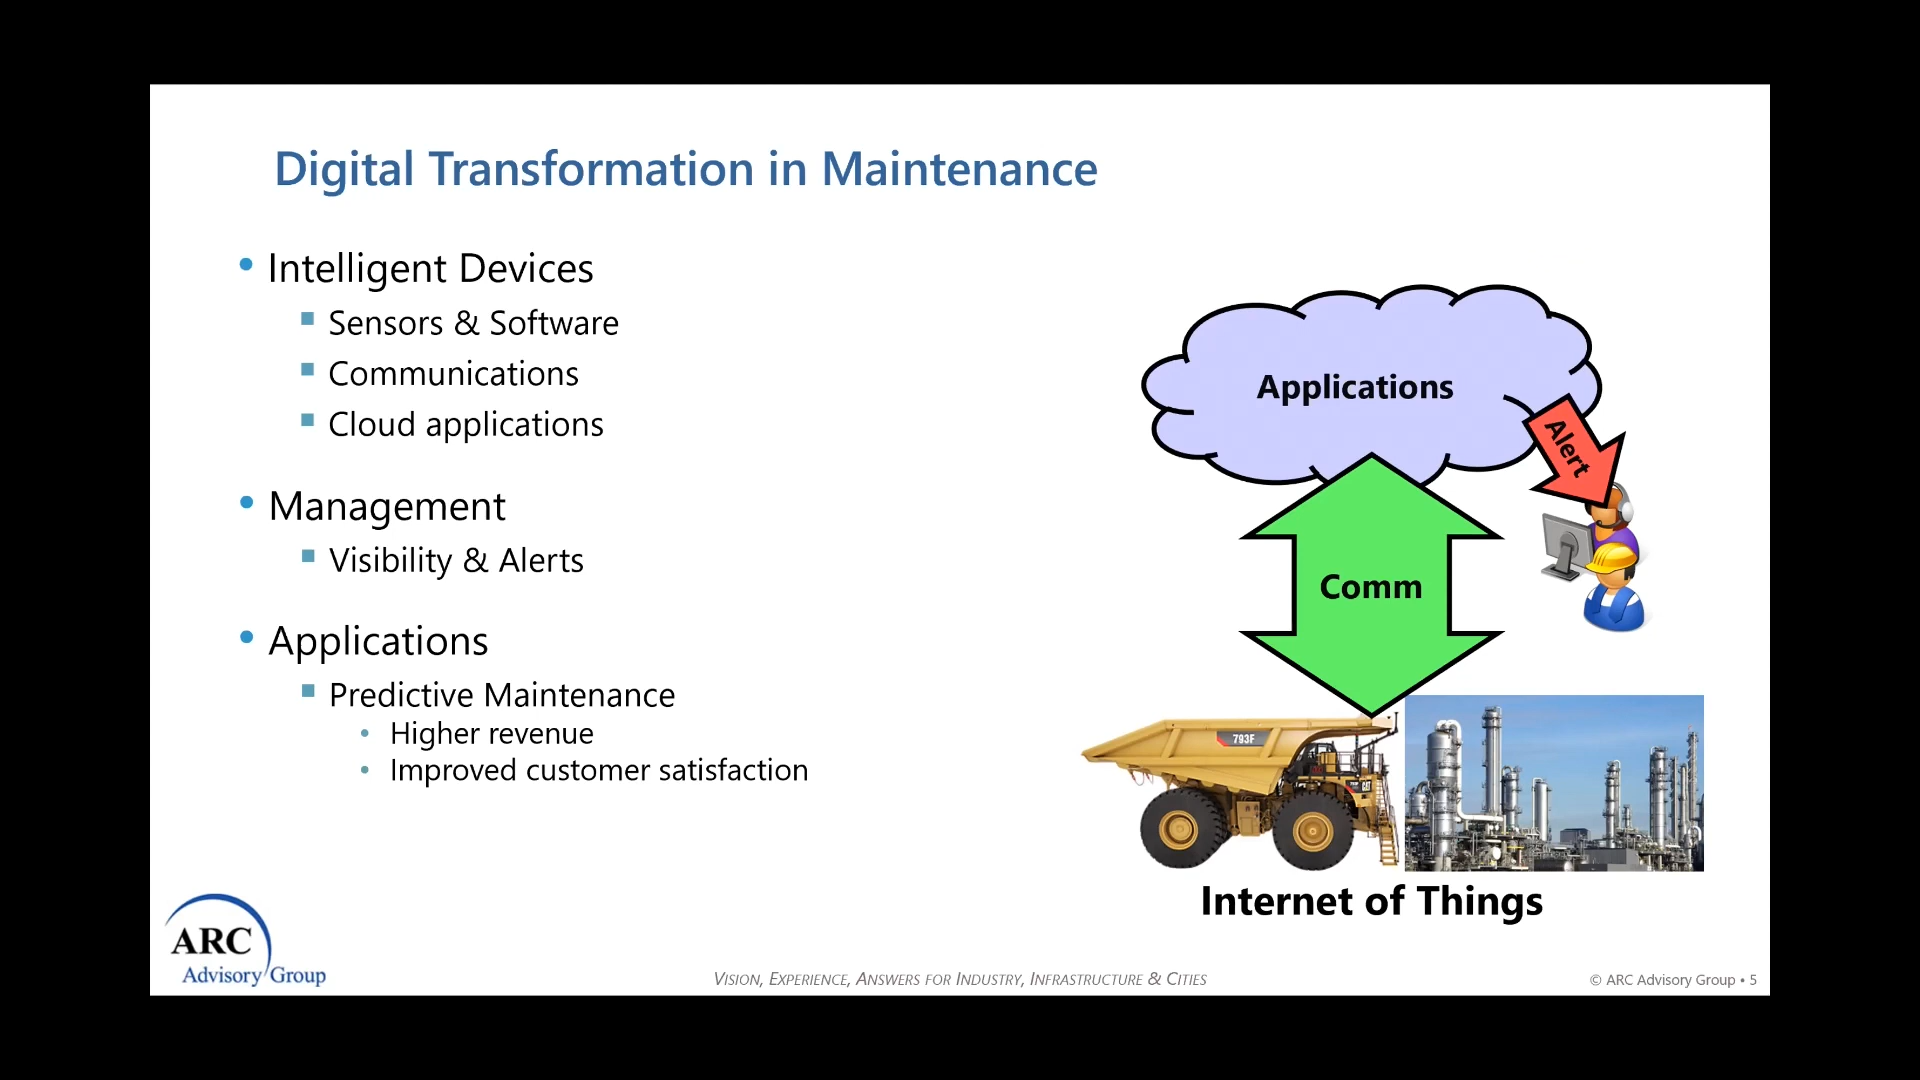 Digital Transformation in Maintenance
• Intelligent Devices
▪ Sensors & Software
▪ Communications
▪ Cloud applications
• Management
▪ Visibility & Alerts
• Applications
▪ Predictive Maintenance
• Higher revenue
• Improved customer satisfaction
Applications
Alert
Comm
793F
CAT
Internet of Things
ARC
Advisory Group
VISION, EXPERIENCE, ANSWERS FOR INDUSTRY, INFRASTRUCTURE & CITIES
© ARC Advisory Group • 5